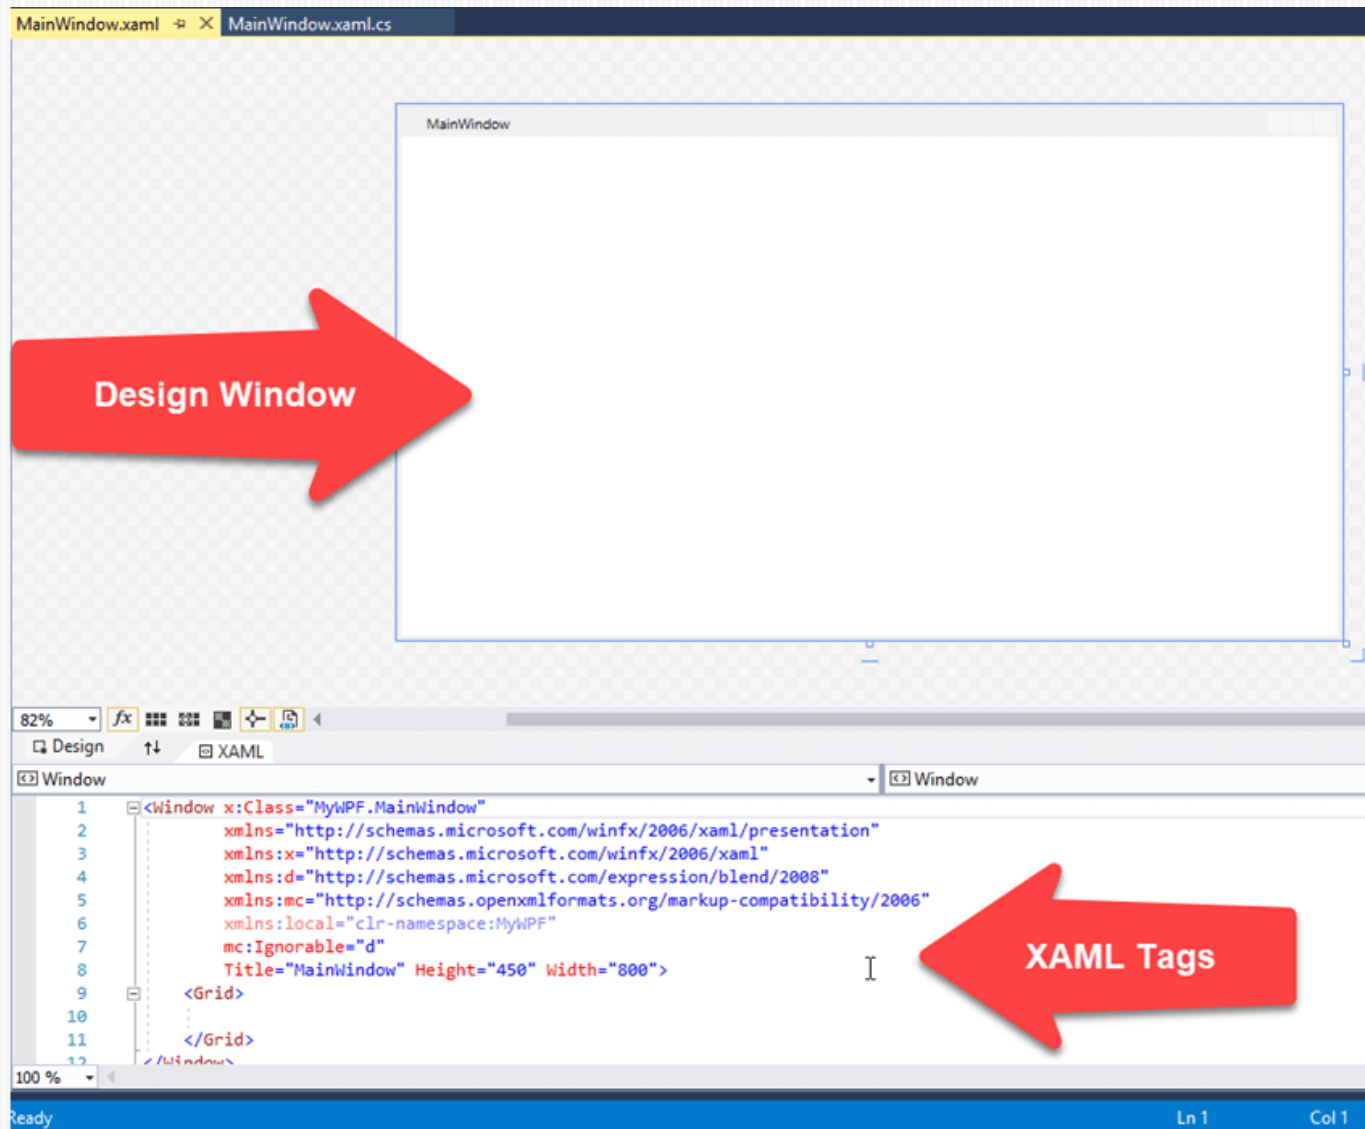 MainWindow.xaml MainWindow.xaml.cs
MainWindow
Design Window
82% fx
Design XAML
Window Window
1 <Window x:Class="MyWPF.MainWindow"
2 xmlns="http://schemas.microsoft.com/winfx/2006/xaml/presentation"
3 xmlns:x="http://schemas.microsoft.com/winfx/2006/xaml"
4 xmlns:d="http://schemas.microsoft.com/expression/blend/2008"
5 xmlns:mc="http://schemas.openxmlformats.org/markup-compatibility/2006"
6 xmlns:local="clr-namespace:MyWPF"
7 mc:Ignorable="d"
8 Title="MainWindow" Height="450" Width="800">
XAML Tags
9 <Grid>
10
11 </Grid>
12 </Window>
100 %
Ready Ln 1 Col 1